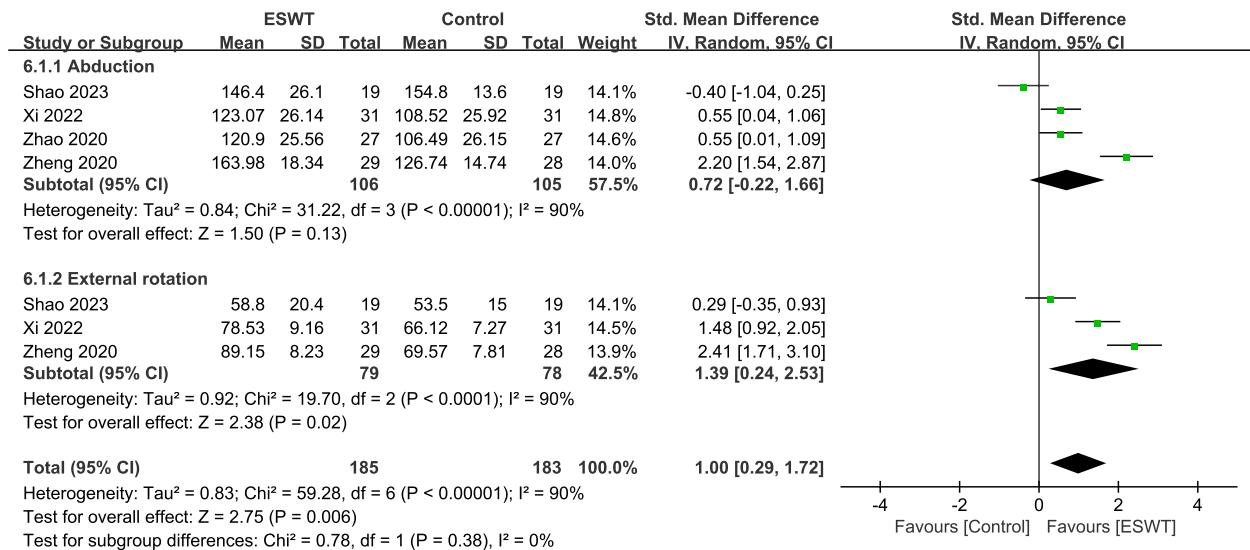 ESWT Control Std. Mean Difference Std. Mean Difference
Study or Subgroup Mean SD Total Mean SD Total Weight IV, Random, 95% CI IV, Random, 95% CI
6.1.1 Abduction
Shao 2023 146.4 26.1 19 154.8 13.6 19 14.1% -0.40 [-1.04, 0.25]
Xi 2022 123.07 26.14 31 108.52 25.92 31 14.8% 0.55 [0.04, 1.06]
Zhao 2020 120.9 25.56 27 106.49 26.15 27 14.6% 0.55 [0.01, 1.09]
Zheng 2020 163.98 18.34 29 126.74 14.74 28 14.0% 2.20 [1.54, 2.87]
Subtotal (95% CI) 106 105 57.5% 0.72 [-0.22, 1.66]
Heterogeneity: Tau² = 0.84; Chi² = 31.22, df = 3 (P < 0.00001); I² = 90%
Test for overall effect: Z = 1.50 (P = 0.13)
6.1.2 External rotation
Shao 2023 58.8 20.4 19 53.5 15 19 14.1% 0.29 [-0.35, 0.93]
Xi 2022 78.53 9.16 31 66.12 7.27 31 14.5% 1.48 [0.92, 2.05]
Zheng 2020 89.15 8.23 29 69.57 7.81 28 13.9% 2.41 [1.71, 3.10]
Subtotal (95% CI) 79 78 42.5% 1.39 [0.24, 2.53]
Heterogeneity: Tau² = 0.92; Chi² = 19.70, df = 2 (P < 0.0001); I² = 90%
Test for overall effect: Z = 2.38 (P = 0.02)
Total (95% CI) 185 183 100.0% 1.00 [0.29, 1.72]
Heterogeneity: Tau² = 0.83; Chi² = 59.28, df = 6 (P < 0.00001); I² = 90%
-4 -2 0 2 4
Test for overall effect: Z = 2.75 (P = 0.006)
Favours [Control] Favours [ESWT]
Test for subgroup differences: Chi² = 0.78, df = 1 (P = 0.38), I² = 0%